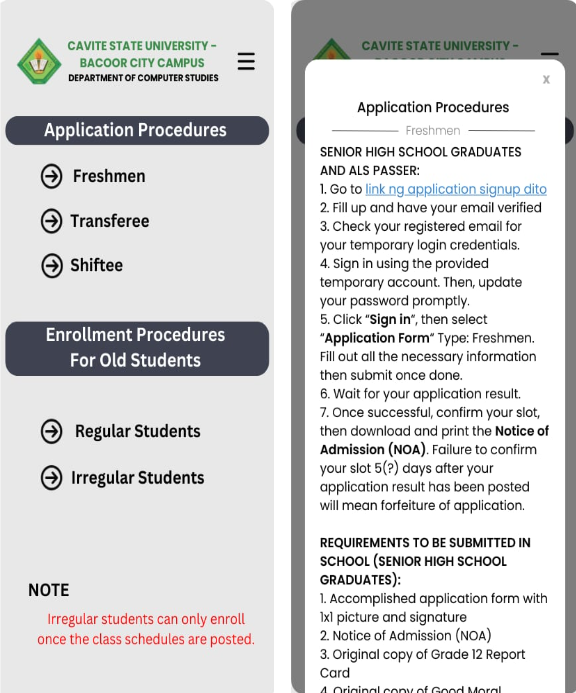 CAVITE STATE UNIVERSITY -
BACOOR CITY CAMPUS
DEPARTMENT OF COMPUTER STUDIES
Application Procedures
Freshmen
Transferee
Shiftee
Enrollment Procedures
For Old Students
Regular Students
Irregular Students
NOTE
Irregular students can only enroll
once the class schedules are posted.
CAVITE STATE UNIVERSITY -
BACOOR CITY CAMPUS
x
Application Procedures
Freshmen
SENIOR HIGH SCHOOL GRADUATES
AND ALS PASSER:
1. Go to link ng application signup dito
2. Fill up and have your email verified
3. Check your registered email for
your temporary login credentials.
4. Sign in using the provided
temporary account. Then, update
your password promptly.
5. Click “Sign in”, then select
“Application Form” Type: Freshmen.
Fill out all the necessary information
then submit once done.
6. Wait for your application result.
7. Once successful, confirm your slot,
then download and print the Notice of
Admission (NOA). Failure to confirm
your slot 5(?) days after your
application result has been posted
will mean forfeiture of application.
REQUIREMENTS TO BE SUBMITTED IN
SCHOOL (SENIOR HIGH SCHOOL
GRADUATES):
1. Accomplished application form with
1x1 picture and signature
2. Notice of Admission (NOA)
3. Original copy of Grade 12 Report
Card
4. Original copy of Good Moral